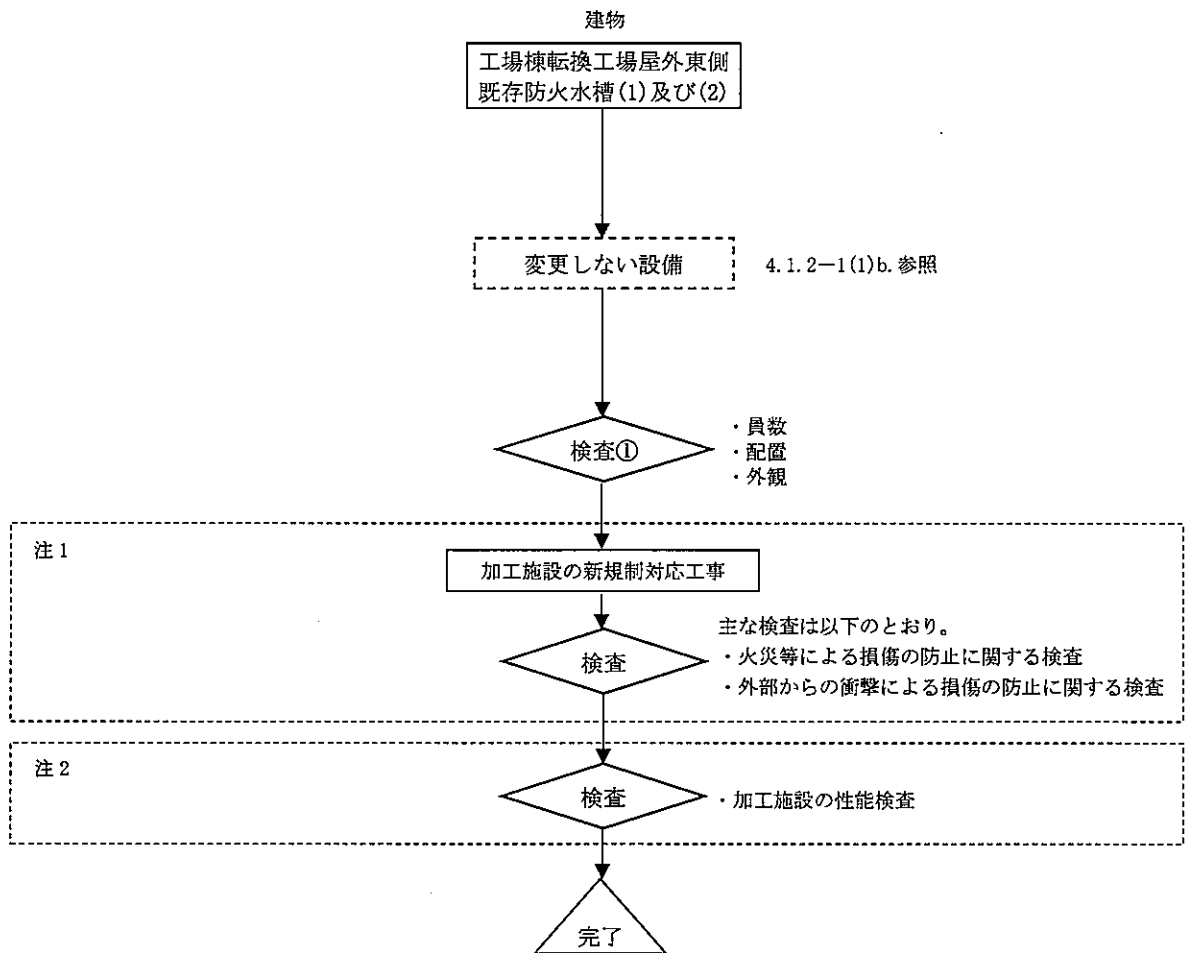 建物
工場棟転換工場屋外東側
既存防火水槽(1)及び(2)
変更しない設備
4.1.2－1(1)b.参照
検査①
・員数
・配置
・外観
注1
加工施設の新規制対応工事
検査
主な検査は以下のとおり。
・火災等による損傷の防止に関する検査
・外部からの衝撃による損傷の防止に関する検査
注2
検査
・加工施設の性能検査
完了